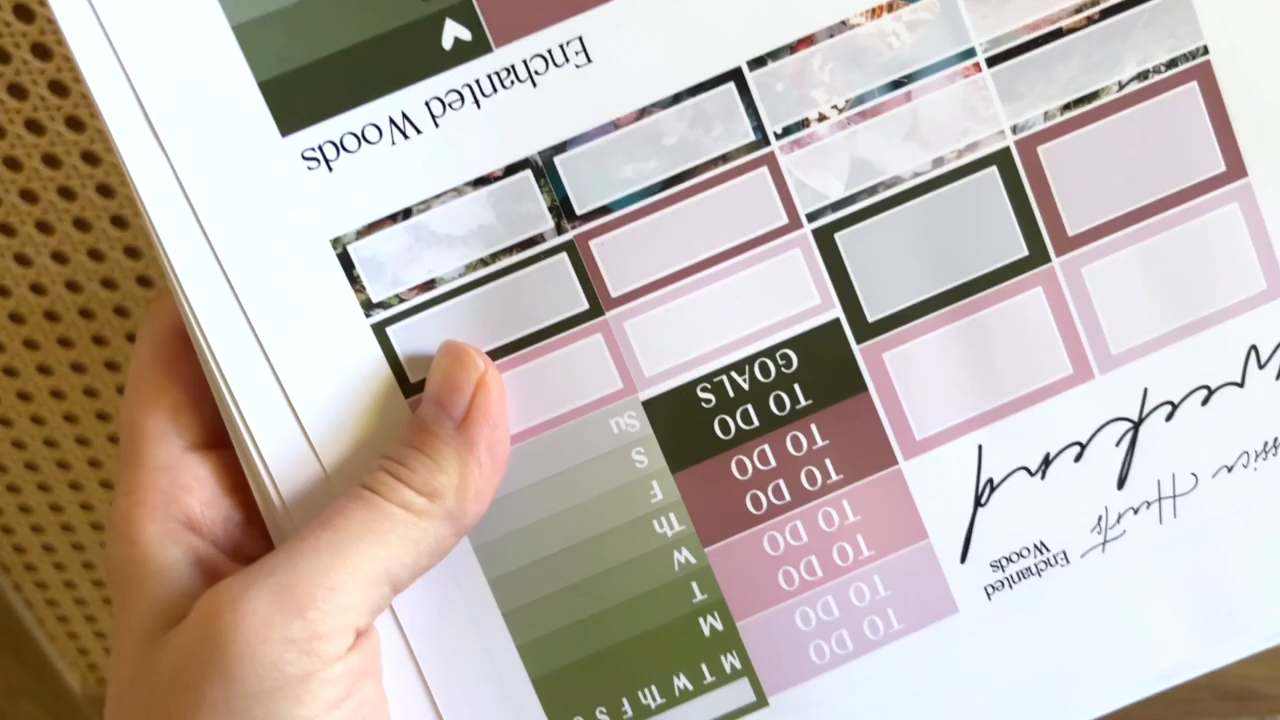 Enchanted
Woods
Hearts
TO DO
TO DO
TO DO
TO DO
TO DO
TO DO
TO DO
GOALS
M T W Th F S
M
T
W
Th
F
S
Su
Enchanted Woods